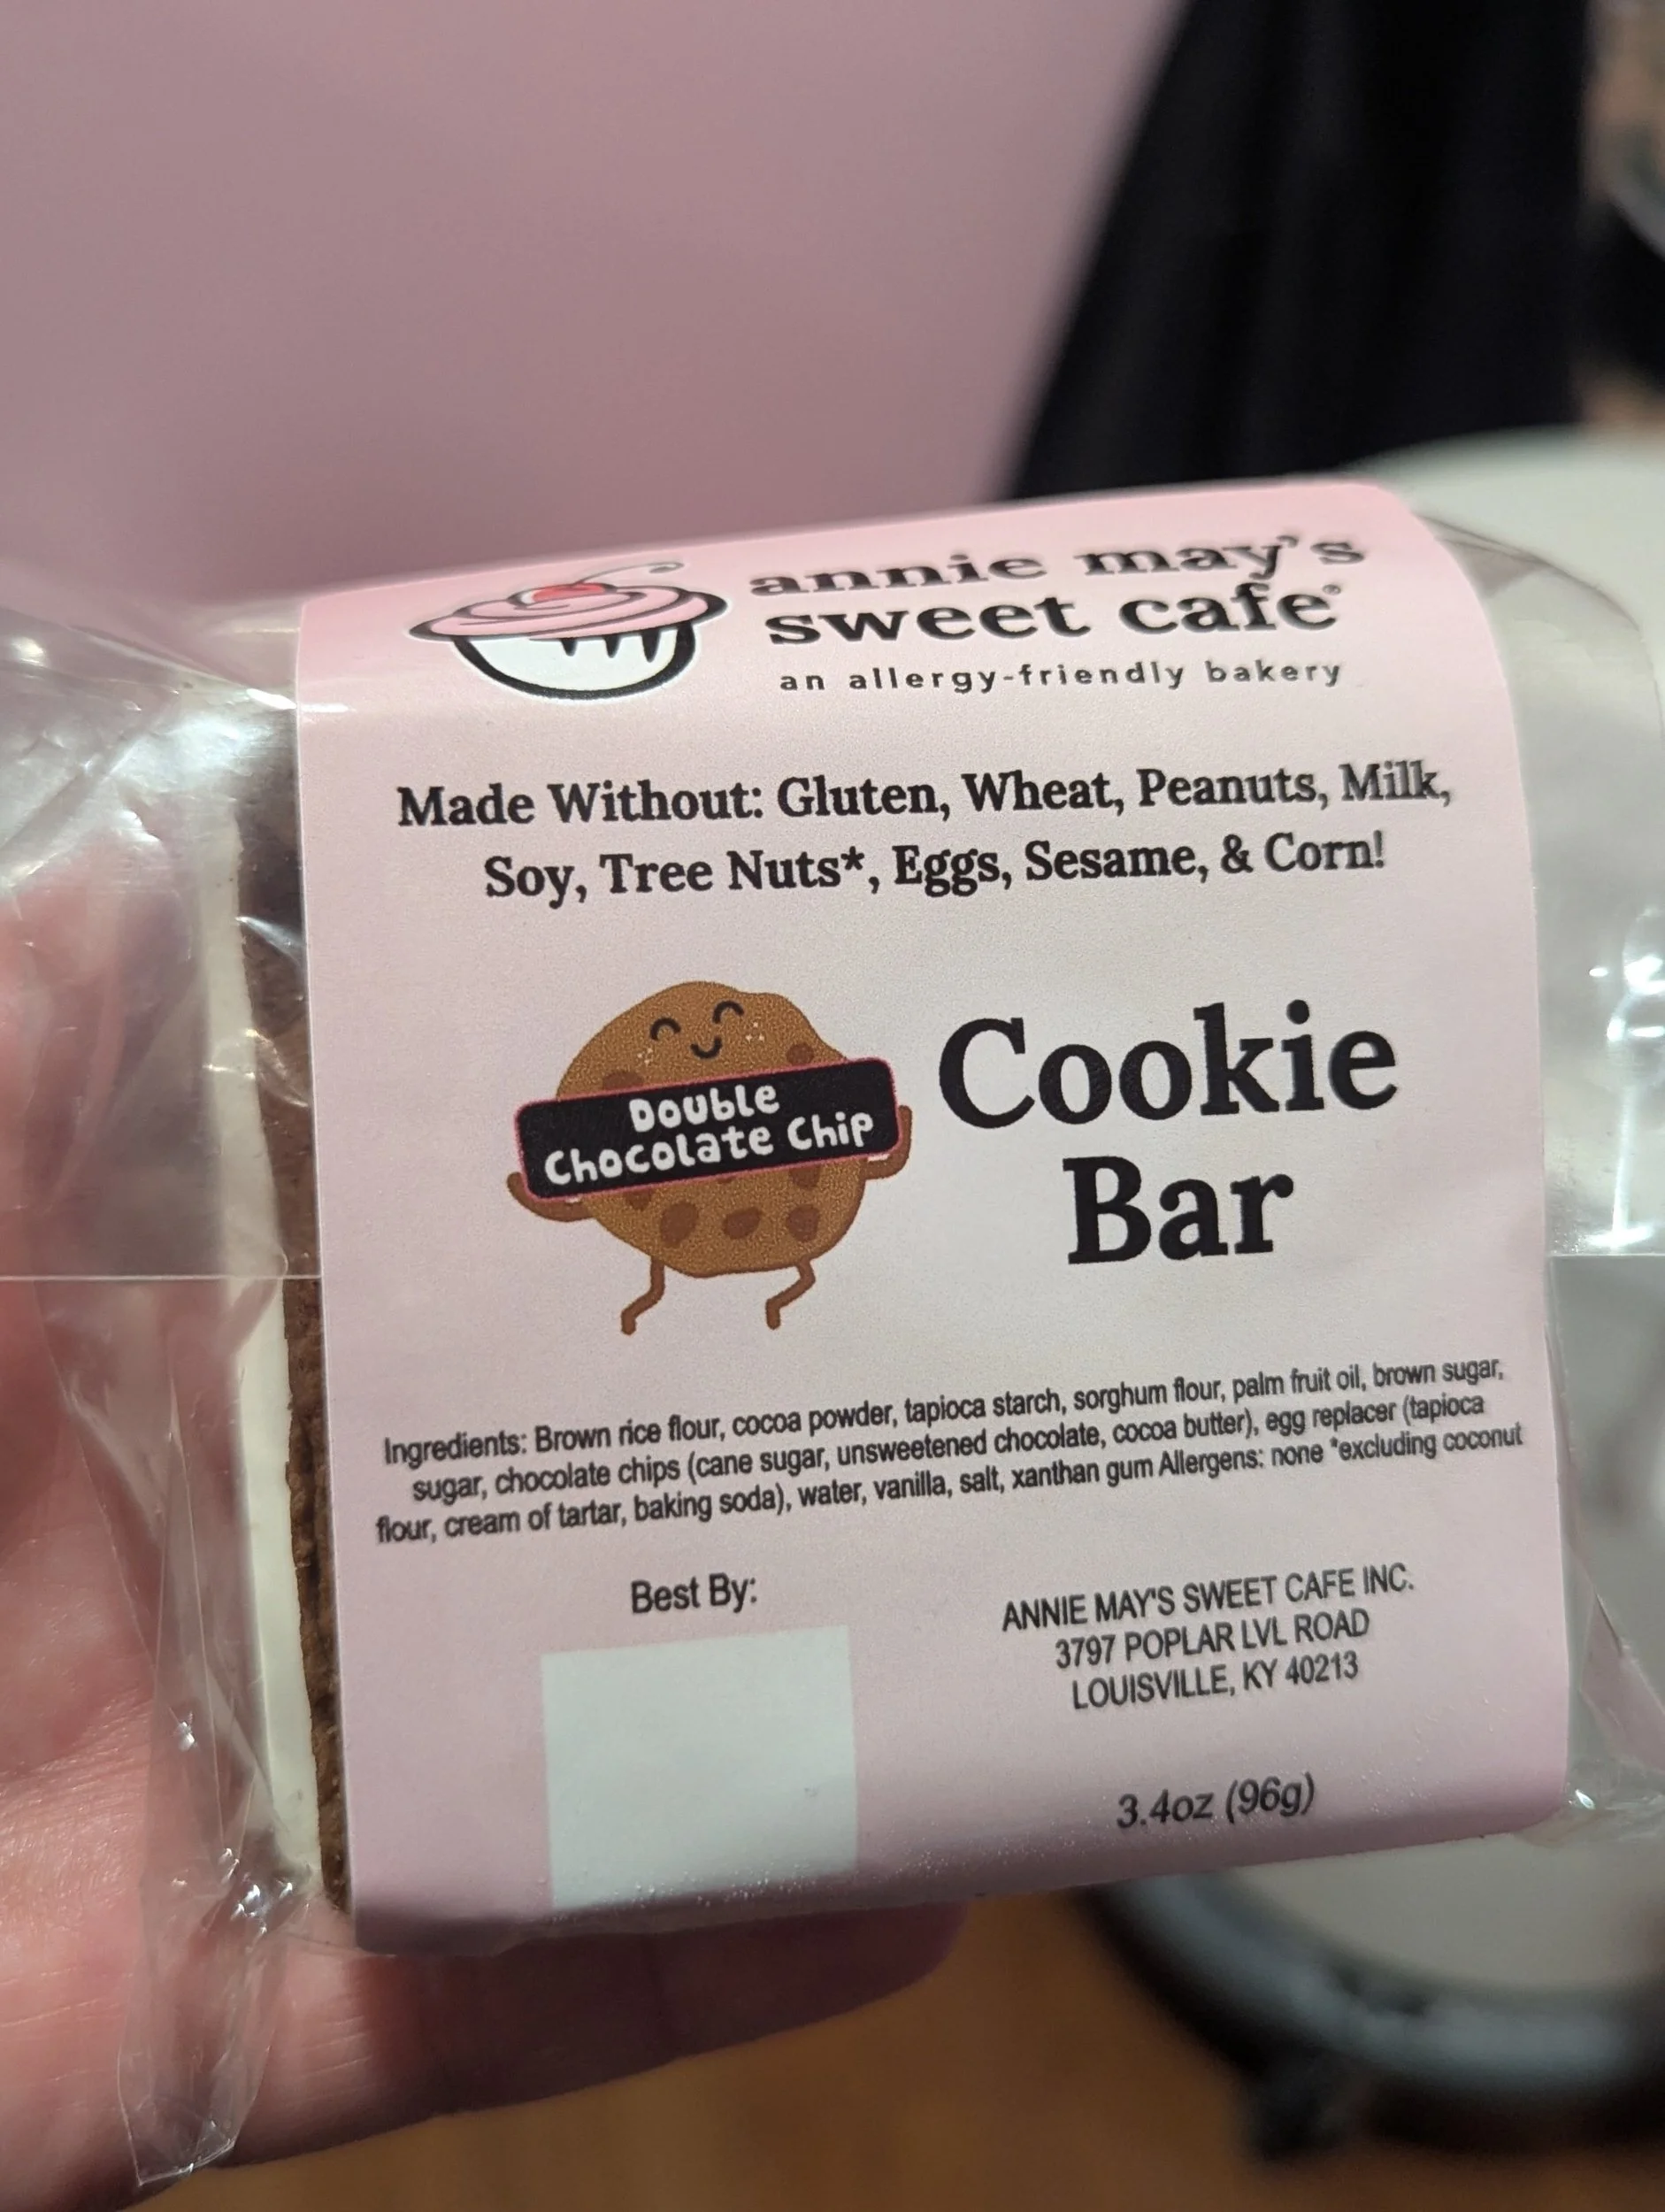 annie may's
sweet cafe®
an allergy-friendly bakery
Made Without: Gluten, Wheat, Peanuts, Milk,
Soy, Tree Nuts*, Eggs, Sesame, & Corn!
Double
Chocolate Chip
Cookie
Bar
Ingredients: Brown rice flour, cocoa powder, tapioca starch, sorghum flour, palm fruit oil, brown sugar,
sugar, chocolate chips (cane sugar, unsweetened chocolate, cocoa butter), egg replacer (tapioca
flour, cream of tartar, baking soda), water, vanilla, salt, xanthan gum Allergens: none *excluding coconut
Best By:
ANNIE MAY'S SWEET CAFE INC.
3797 POPLAR LVL ROAD
LOUISVILLE, KY 40213
3.4oz (96g)